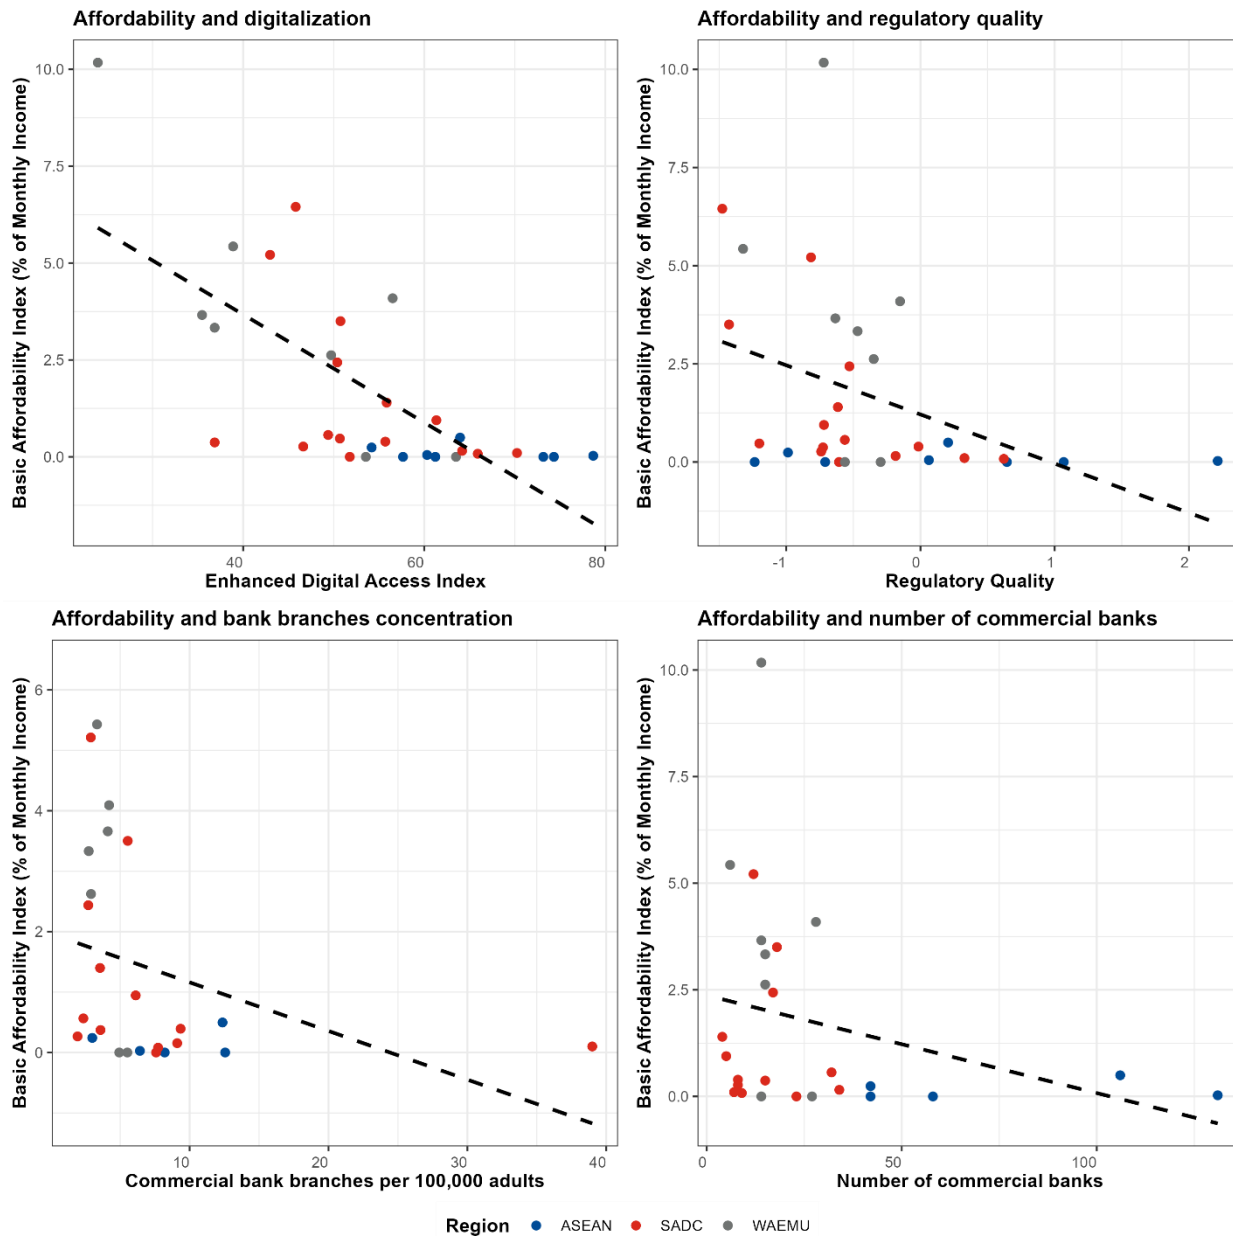 Affordability and digitalization
Basic Affordability Index (% of Monthly Income)
10.0
7.5
5.0
2.5
0.0
40
60
80
Enhanced Digital Access Index
Affordability and regulatory quality
Basic Affordability Index (% of Monthly Income)
10.0
7.5
5.0
2.5
0.0
-1
0
1
2
Regulatory Quality
Affordability and bank branches concentration
Basic Affordability Index (% of Monthly Income)
6
4
2
0
10
20
30
40
Commercial bank branches per 100,000 adults
Affordability and number of commercial banks
Basic Affordability Index (% of Monthly Income)
10.0
7.5
5.0
2.5
0.0
0
50
100
Number of commercial banks
Region ASEAN SADC WAEMU